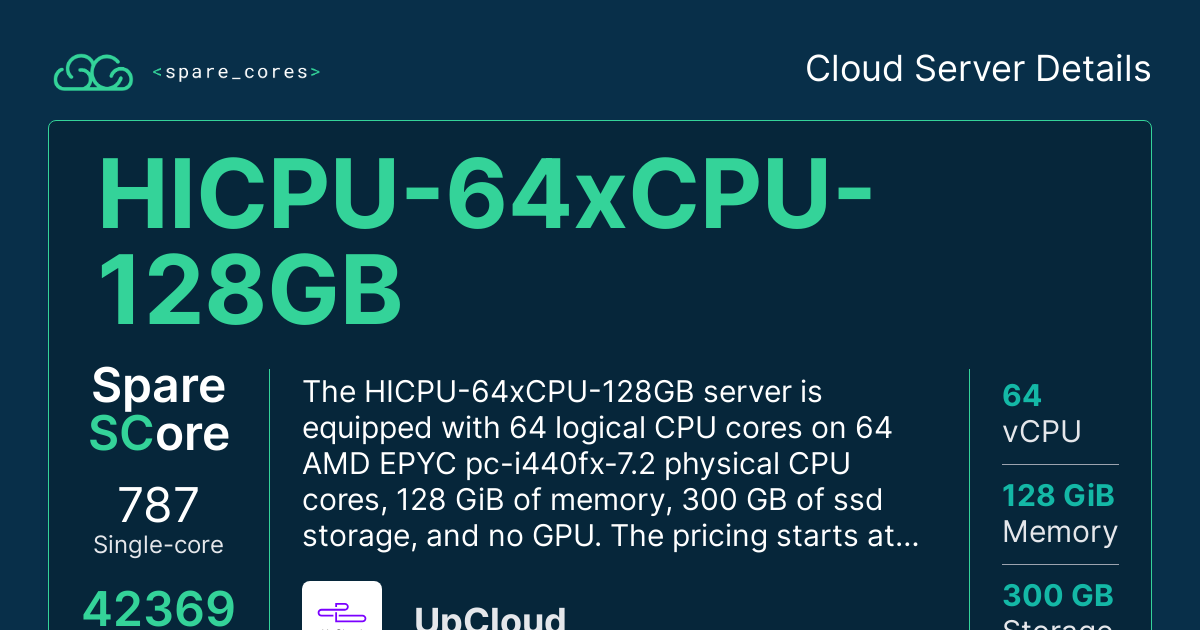 <spare_cores>
Cloud Server Details
HICPU-64xCPU-
128GB
Spare
SCore
787
Single-core
42369
The HICPU-64xCPU-128GB server is
equipped with 64 logical CPU cores on 64
AMD EPYC pc-i440fx-7.2 physical CPU
cores, 128 GiB of memory, 300 GB of ssd
storage, and no GPU. The pricing starts at...
UpCloud
64
vCPU
128 GiB
Memory
300 GB
Storage